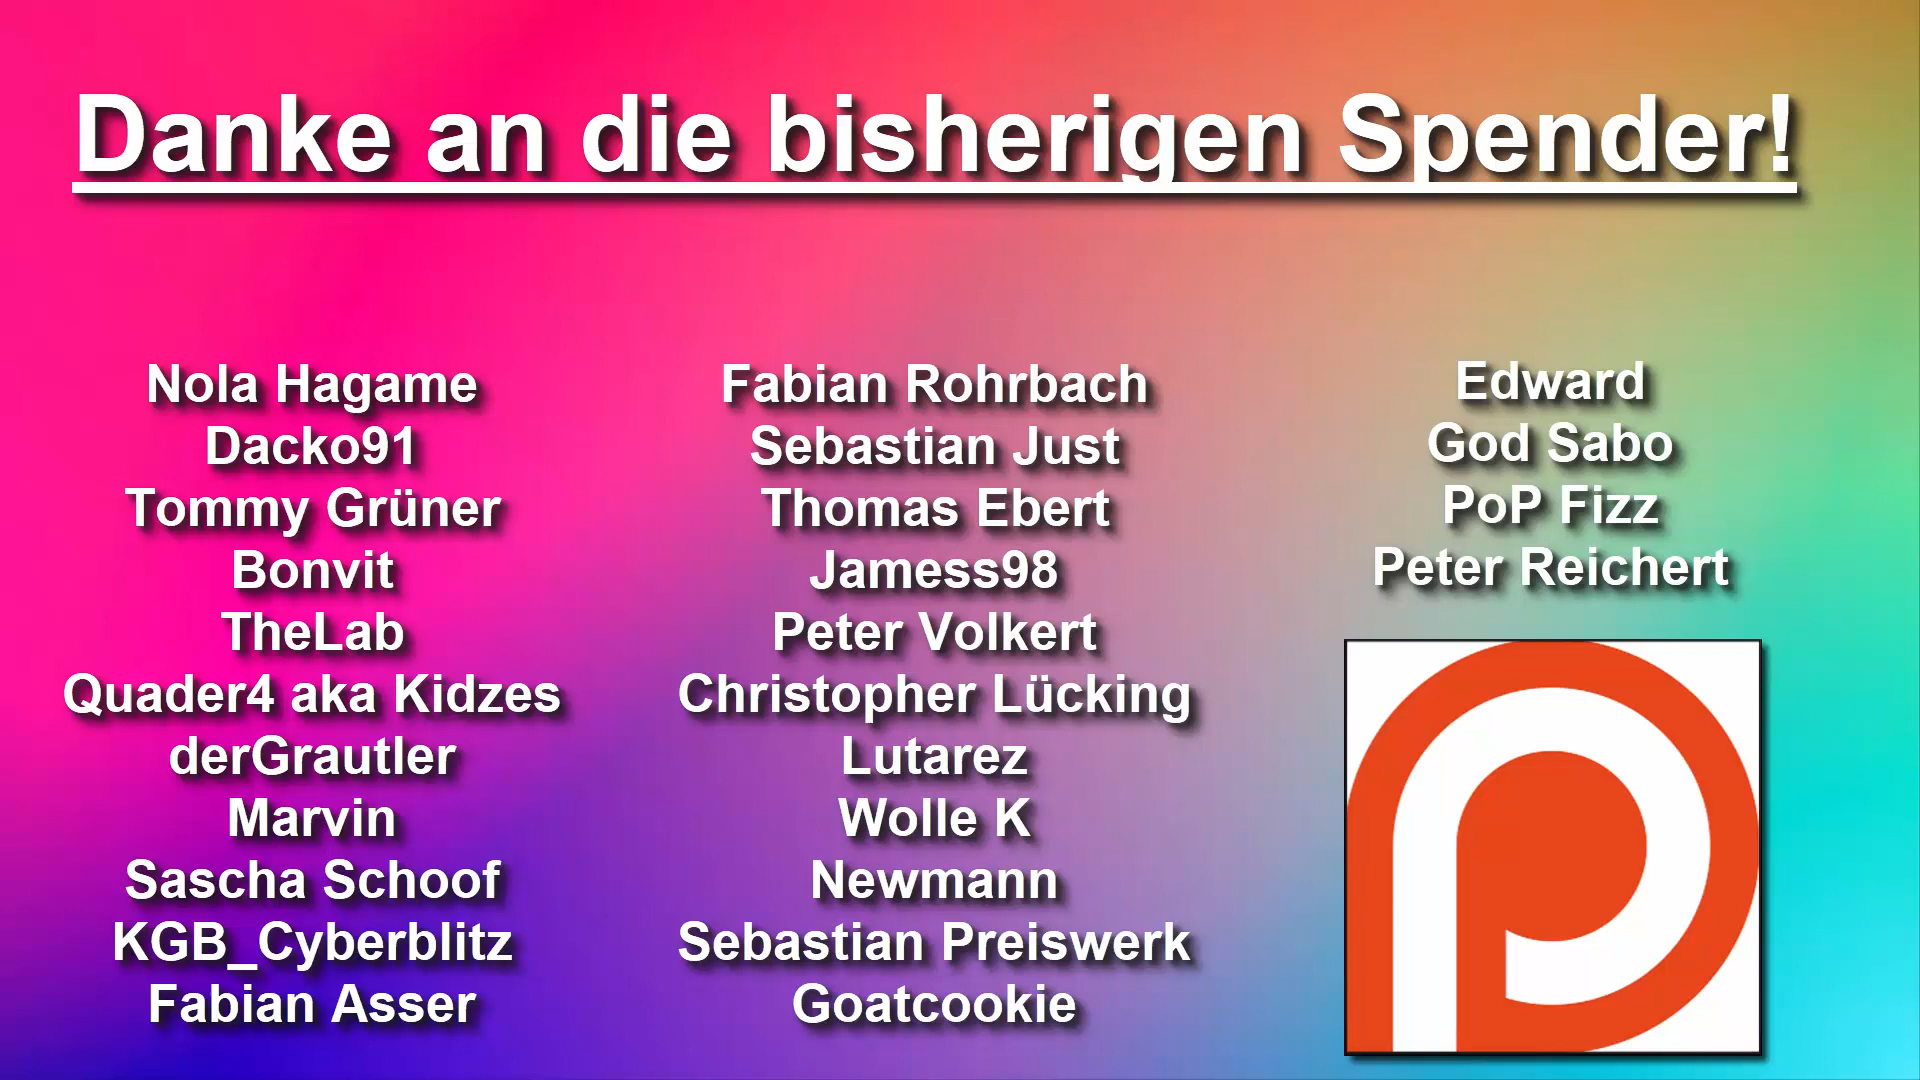 Danke an die bisherigen Spender!
Nola Hagame
Dacko91
Tommy Grüner
Bonvit
TheLab
Quader4 aka Kidzes
derGrautler
Marvin
Sascha Schoof
KGB_Cyberblitz
Fabian Asser
Fabian Rohrbach
Sebastian Just
Thomas Ebert
Jamess98
Peter Volkert
Christopher Lücking
Lutarez
Wolle K
Newmann
Sebastian Preiswerk
Goatcookie
Edward
God Sabo
PoP Fizz
Peter Reichert